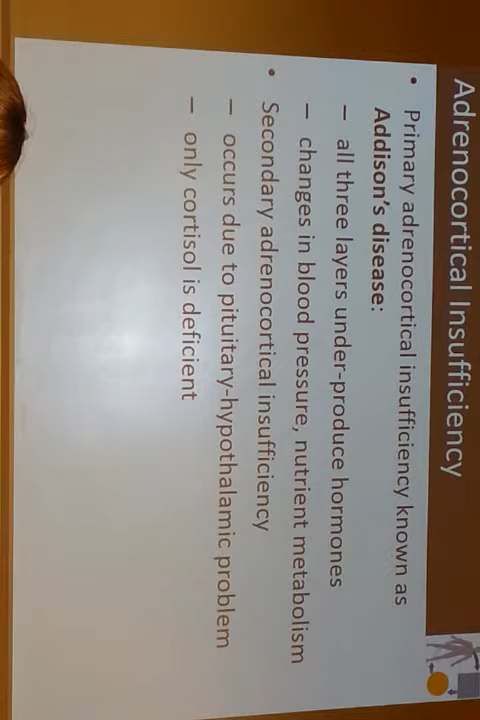 Adrenocortical Insufficiency
• Primary adrenocortical insufficiency known as
Addison's disease:
– all three layers under-produce hormones
– changes in blood pressure, nutrient metabolism
• Secondary adrenocortical insufficiency
– occurs due to pituitary-hypothalamic problem
– only cortisol is deficient